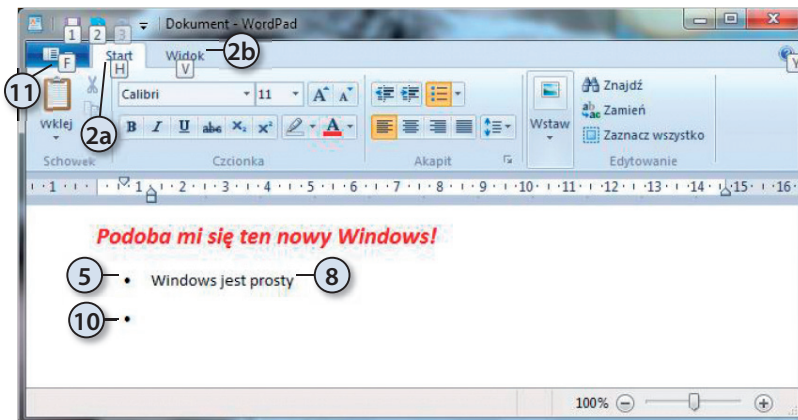 Dokument - WordPad
1 2 3
F Start Widok 2b
H V Y
11
Calibri 11 A A Znajdź
Zamień
Wklej B I U abc X₂ X² A Wstaw Zaznacz wszystko
2a
Schowek Czcionka Akapit Edytowanie
1 1 2 3 4 5 6 7 8 9 10 11 12 13 14 15 16
Podoba mi się ten nowy Windows!
5 • Windows jest prosty 8
10 •
100%